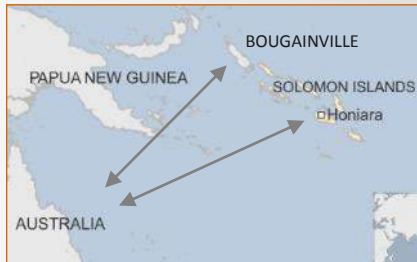 BOUGAINVILLE
PAPUA NEW GUINEA
SOLOMON ISLANDS
Honiara
AUSTRALIA